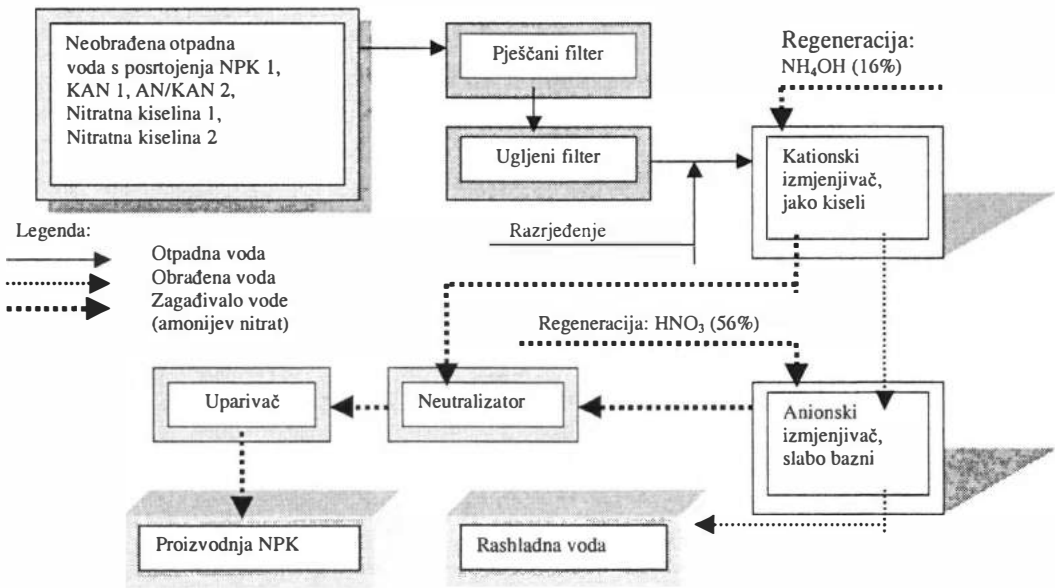 Neobrađena otpadna
voda s posrtojenja NPK 1,
KAN 1, AN/KAN 2,
Nitratna kiselina 1,
Nitratna kiselina 2
Pješčani filter
Regeneracija:
NH₄OH (16%)
Ugljeni filter
Kationski
izmjenjivač,
jako kiseli
Razrjeđenje
Legenda:
Otpadna voda
Obrađena voda
Zagađivalo vode
(amonijev nitrat)
Regeneracija: HNO₃ (56%)
Uparivač
Neutralizator
Anionski
izmjenjivač,
slabo bazni
Proizvodnja NPK
Rashladna voda